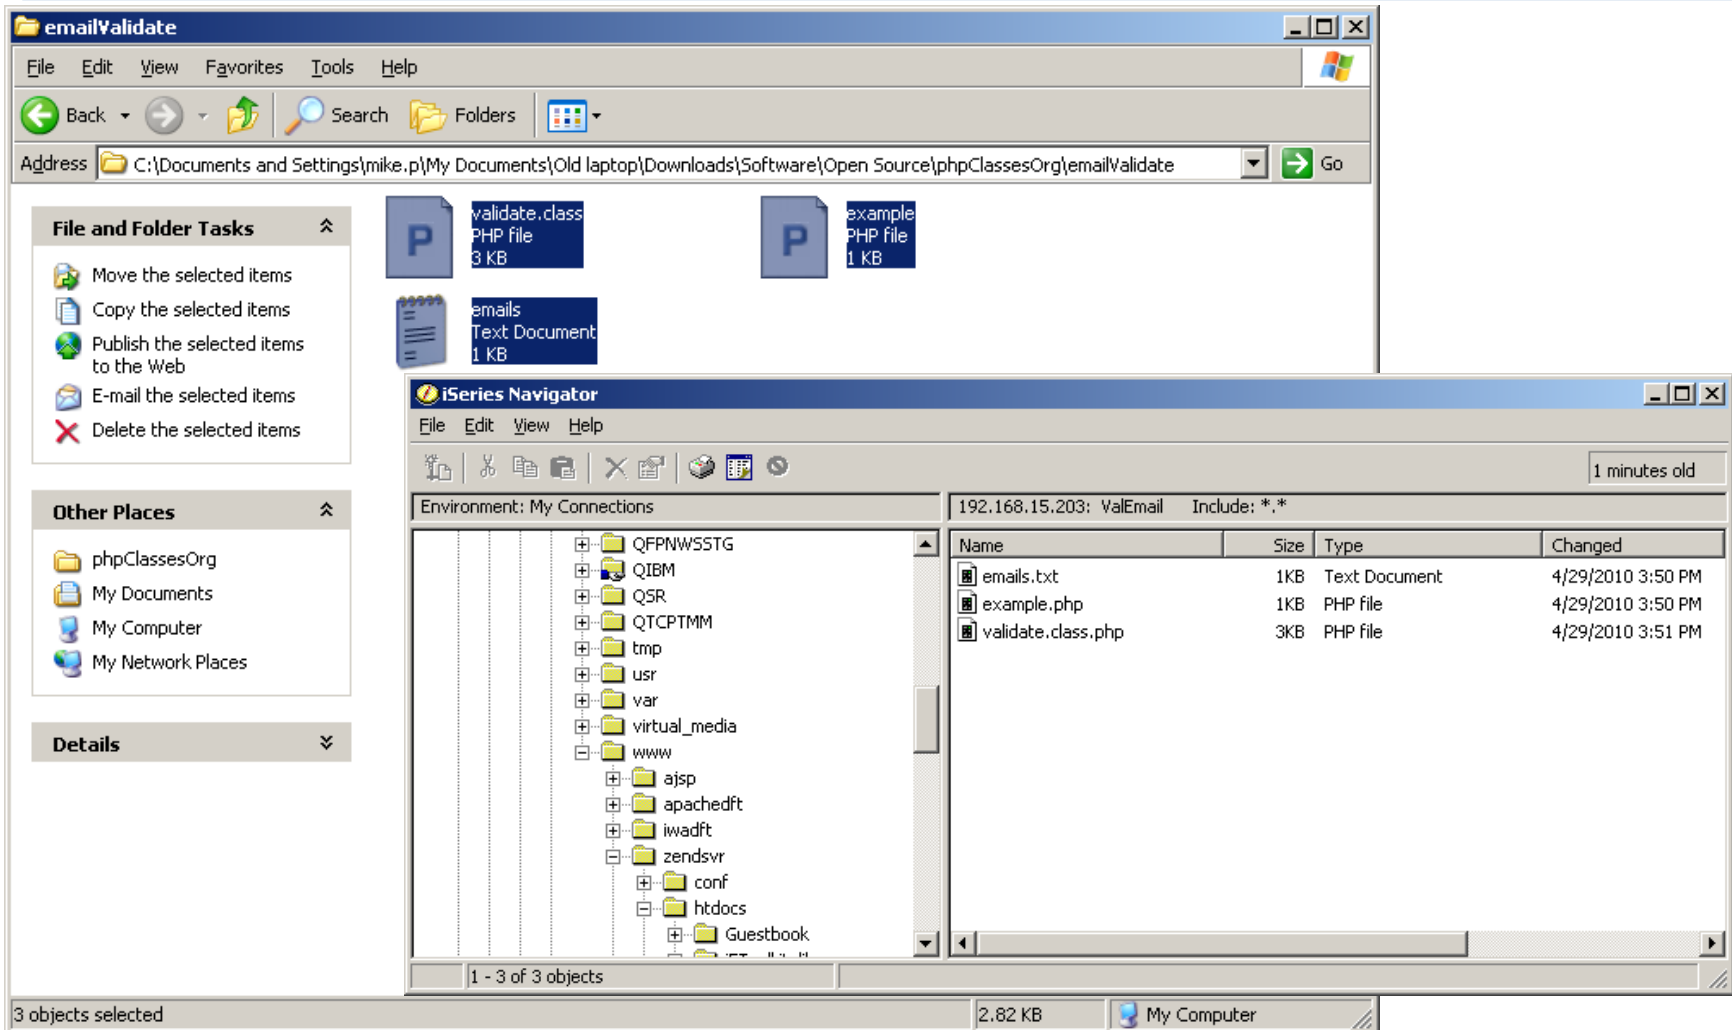 emailValidate
File Edit View Favorites Tools Help
Back Search Folders
Address C:\Documents and Settings\mike.p\My Documents\Old laptop\Downloads\Software\Open Source\phpClassesOrg\emailValidate Go
File and Folder Tasks
Move the selected items
Copy the selected items
Publish the selected items
to the Web
E-mail the selected items
Delete the selected items
Other Places
phpClassesOrg
My Documents
My Computer
My Network Places
Details
validate.class
PHP file
3 KB
example
PHP file
1 KB
emails
Text Document
1 KB
iSeries Navigator
File Edit View Help
1 minutes old
Environment: My Connections
192.168.15.203: ValEmail Include: *.*
QFPNWSSTG
QIBM
QSR
QTCPTMM
tmp
usr
var
virtual_media
www
ajsp
apachedft
iwadft
zendsvr
conf
htdocs
Guestbook
Name Size Type Changed
emails.txt 1KB Text Document 4/29/2010 3:50 PM
example.php 1KB PHP file 4/29/2010 3:50 PM
validate.class.php 3KB PHP file 4/29/2010 3:51 PM
1 - 3 of 3 objects
3 objects selected 2.82 KB My Computer